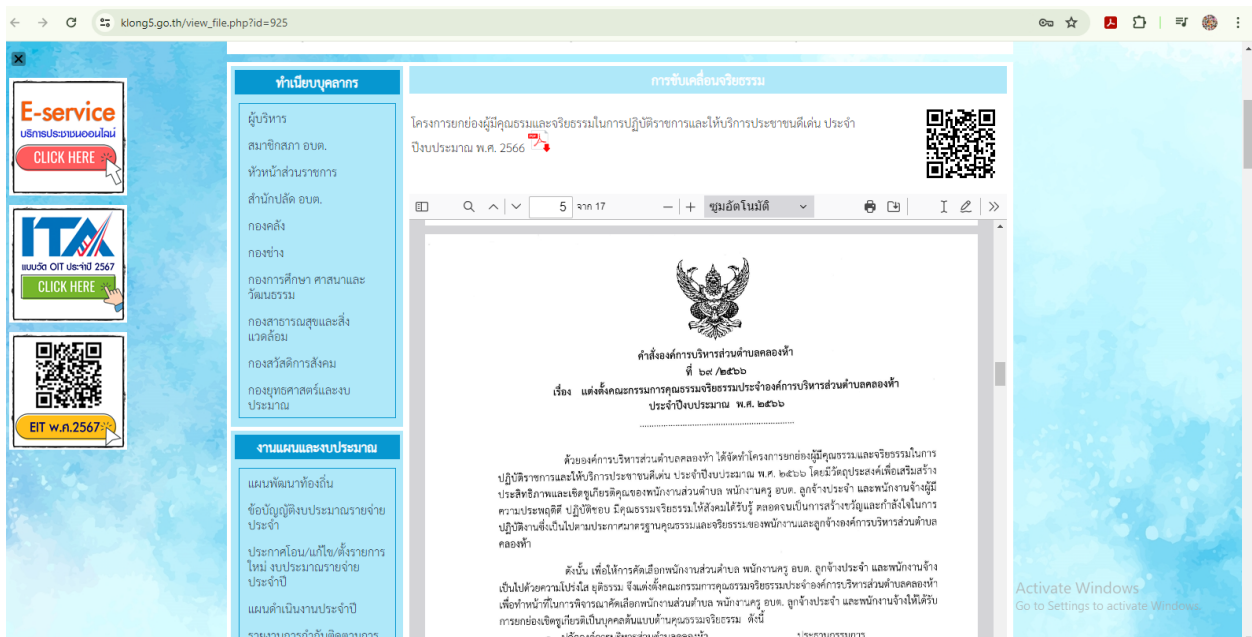 klong5.go.th/view_file.php?id=925
E-service
บริการประชาชนออนไลน์
CLICK HERE
ITA
แบบวัด OIT ประจำปี 2567
CLICK HERE
EIT พ.ศ.2567
ทำเนียบบุคลากร
ผู้บริหาร
สมาชิกสภา อบต.
หัวหน้าส่วนราชการ
สำนักปลัด อบต.
กองคลัง
กองช่าง
กองการศึกษา ศาสนาและ
วัฒนธรรม
กองสาธารณสุขและสิ่ง
แวดล้อม
กองสวัสดิการสังคม
กองยุทธศาสตร์และงบ
ประมาณ
งานแผนและงบประมาณ
แผนพัฒนาท้องถิ่น
ข้อบัญญัติงบประมาณรายจ่าย
ประจำ
ประกาศโอน/แก้ไข/ตั้งรายการ
ใหม่ งบประมาณรายจ่าย
ประจำปี
แผนดำเนินงานประจำปี
รายงานการกำกับติดตามการ
การขับเคลื่อนจริยธรรม
โครงการยกย่องผู้มีคุณธรรมและจริยธรรมในการปฏิบัติราชการและให้บริการประชาชนดีเด่น ประจำ
ปีงบประมาณ พ.ศ. 2566
5 จาก 17
ซูมอัตโนมัติ
คำสั่งองค์การบริหารส่วนตำบลคลองห้า
ที่ ๖๙ /๒๕๖๖
เรื่อง แต่งตั้งคณะกรรมการคุณธรรมจริยธรรมประจำองค์การบริหารส่วนตำบลคลองห้า
ประจำปีงบประมาณ พ.ศ. ๒๕๖๖
ด้วยองค์การบริหารส่วนตำบลคลองห้า ได้จัดทำโครงการยกย่องผู้มีคุณธรรมและจริยธรรมในการ
ปฏิบัติราชการและให้บริการประชาชนดีเด่น ประจำปีงบประมาณ พ.ศ. ๒๕๖๖ โดยมีวัตถุประสงค์เพื่อเสริมสร้าง
ประสิทธิภาพและเชิดชูเกียรติคุณของพนักงานส่วนตำบล พนักงานครู อบต. ลูกจ้างประจำ และพนักงานจ้างผู้มี
ความประพฤติดี ปฏิบัติชอบ มีคุณธรรมจริยธรรมให้สังคมได้รับรู้ ตลอดจนเป็นการสร้างขวัญและกำลังใจในการ
ปฏิบัติงานซึ่งเป็นไปตามประกาศมาตรฐานคุณธรรมและจริยธรรมของพนักงานและลูกจ้างองค์การบริหารส่วนตำบล
คลองห้า
ดังนั้น เพื่อให้การคัดเลือกพนักงานส่วนตำบล พนักงานครู อบต. ลูกจ้างประจำ และพนักงานจ้าง
เป็นไปด้วยความโปร่งใส ยุติธรรม จึงแต่งตั้งคณะกรรมการคุณธรรมจริยธรรมประจำองค์การบริหารส่วนตำบลคลองห้า
เพื่อทำหน้าที่ในการพิจารณาคัดเลือกพนักงานส่วนตำบล พนักงานครู อบต. ลูกจ้างประจำ และพนักงานจ้างให้ได้รับ
การยกย่องเชิดชูเกียรติเป็นบุคคลต้นแบบด้านคุณธรรมจริยธรรม ดังนี้
ปลัดองค์การบริหารส่วนตำบลคลองห้า ประธานกรรมการ
Activate Windows
Go to Settings to activate Windows.